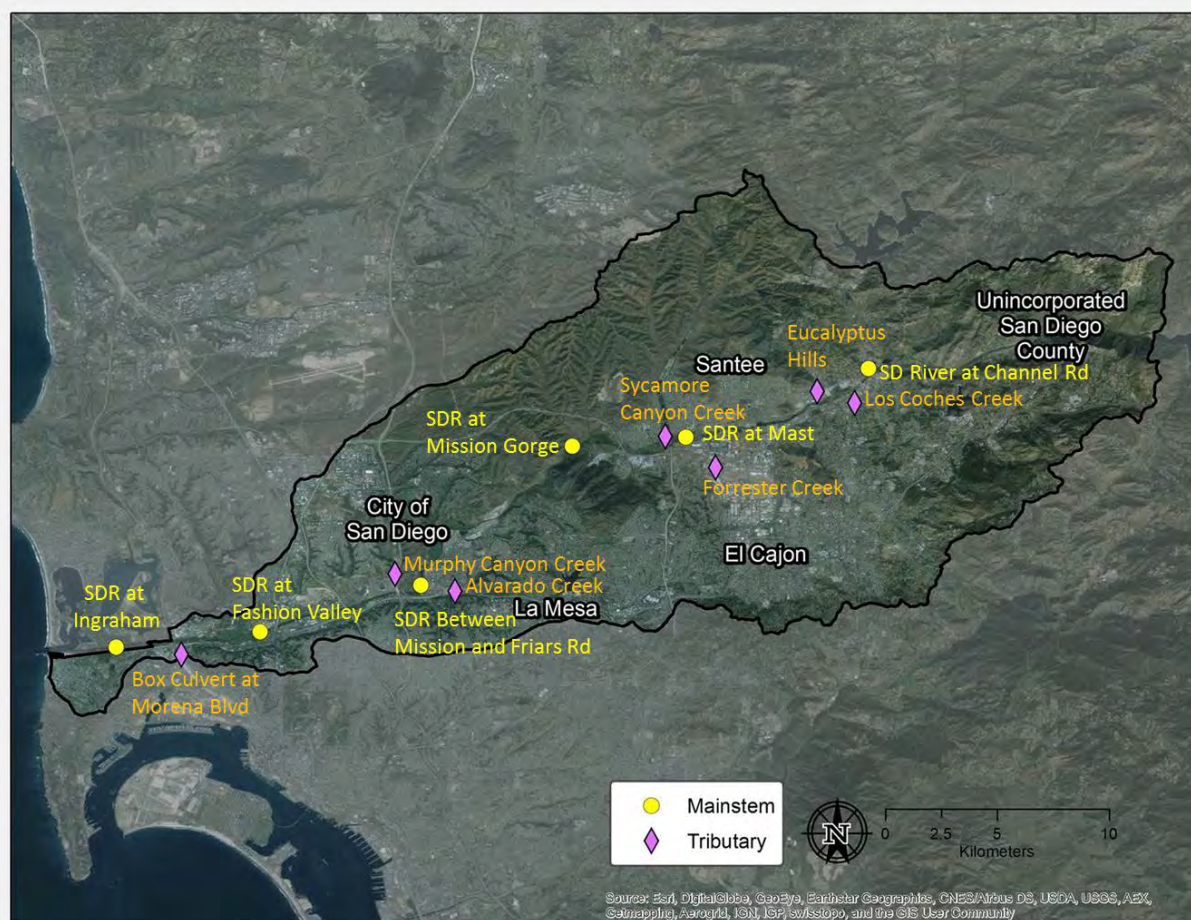 Unincorporated
San Diego
County
Eucalyptus
Hills
Santee
SD River at Channel Rd
Los Coches Creek
Sycamore
Canyon Creek
SDR at
Mission Gorge
SDR at Mast
Forrester Creek
City of
San Diego
El Cajon
Murphy Canyon Creek
Alvarado Creek
SDR at
Fashion Valley
La Mesa
SDR Between
Mission and Friars Rd
SDR at
Ingraham
Box Culvert at
Morena Blvd
Mainstem
Tributary
N
0 2.5 5 10
Kilometers
Source: Esri, DigitalGlobe, GeoEye, Earthstar Geographics, CNES/Airbus DS, USDA, USGS, AEX,
Getmapping, Aerogrid, IGN, IGP, swisstopo, and the GIS User Community